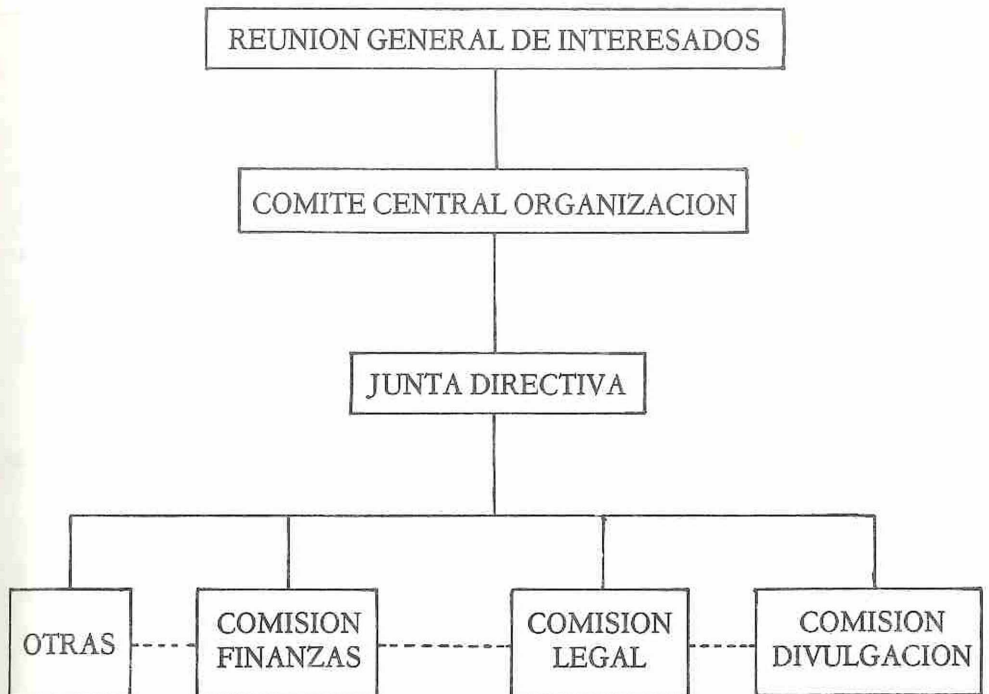 REUNION GENERAL DE INTERESADOS
COMITE CENTRAL ORGANIZACION
JUNTA DIRECTIVA
OTRAS
COMISION
FINANZAS
COMISION
LEGAL
COMISION
DIVULGACION